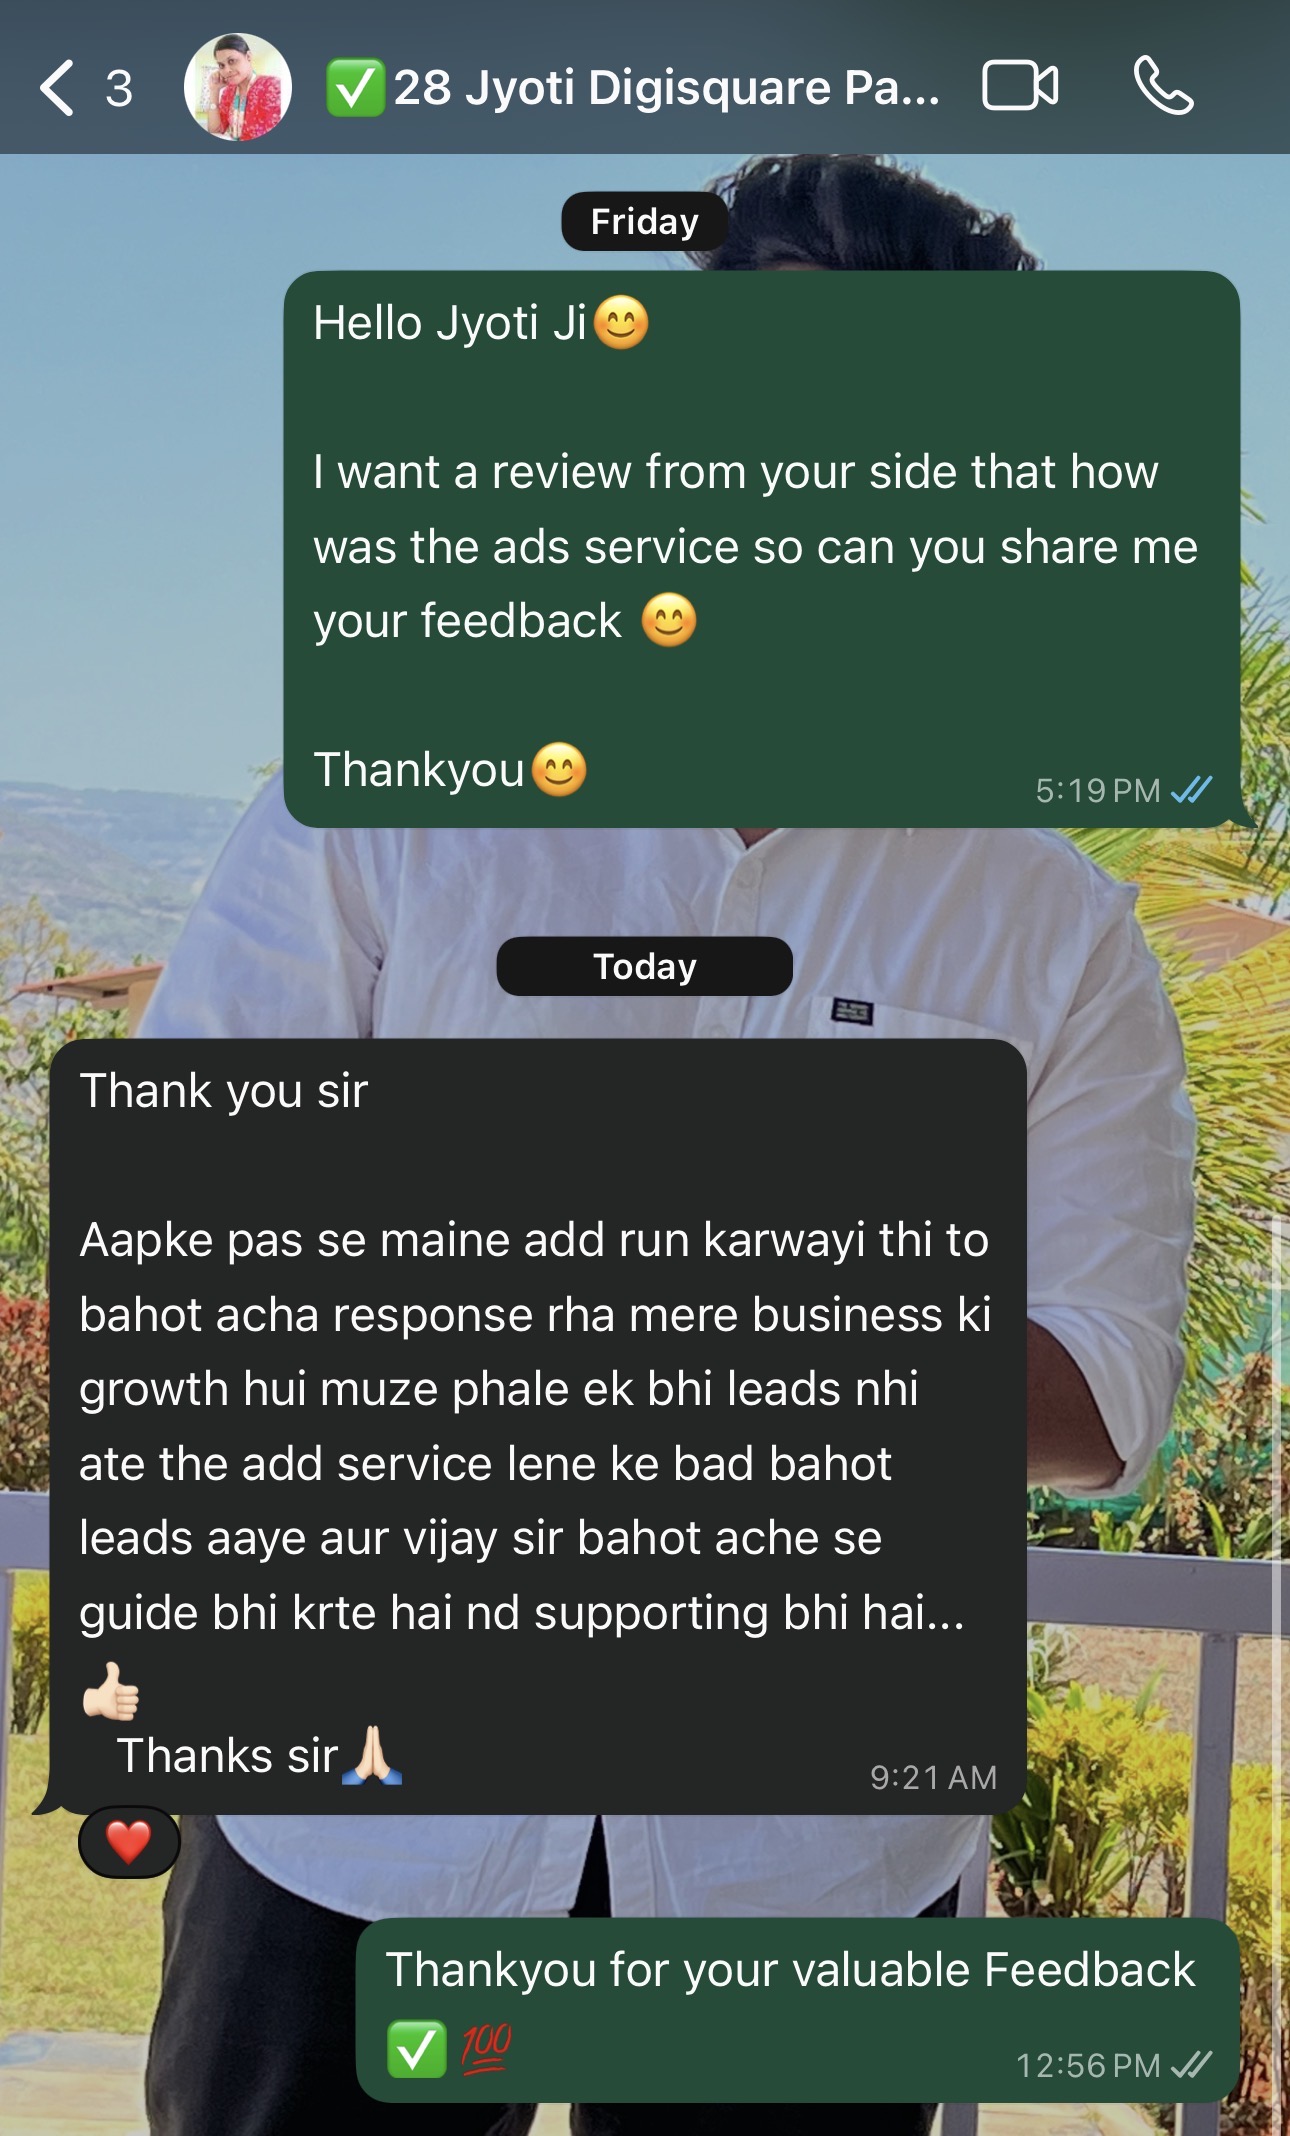 3 ✅28 Jyoti Digisquare Pa...
Friday
Hello Jyoti Ji😊
I want a review from your side that how
was the ads service so can you share me
your feedback 😊
Thankyou😊
5:19 PM
Today
Thank you sir
Aapke pas se maine add run karwayi thi to
bahot acha response rha mere business ki
growth hui muze phale ek bhi leads nhi
ate the add service lene ke bad bahot
leads aaye aur vijay sir bahot ache se
guide bhi krte hai nd supporting bhi hai...
👍🏻
Thanks sir🙏🏻
9:21 AM
❤️
Thankyou for your valuable Feedback
✅ 💯
12:56 PM